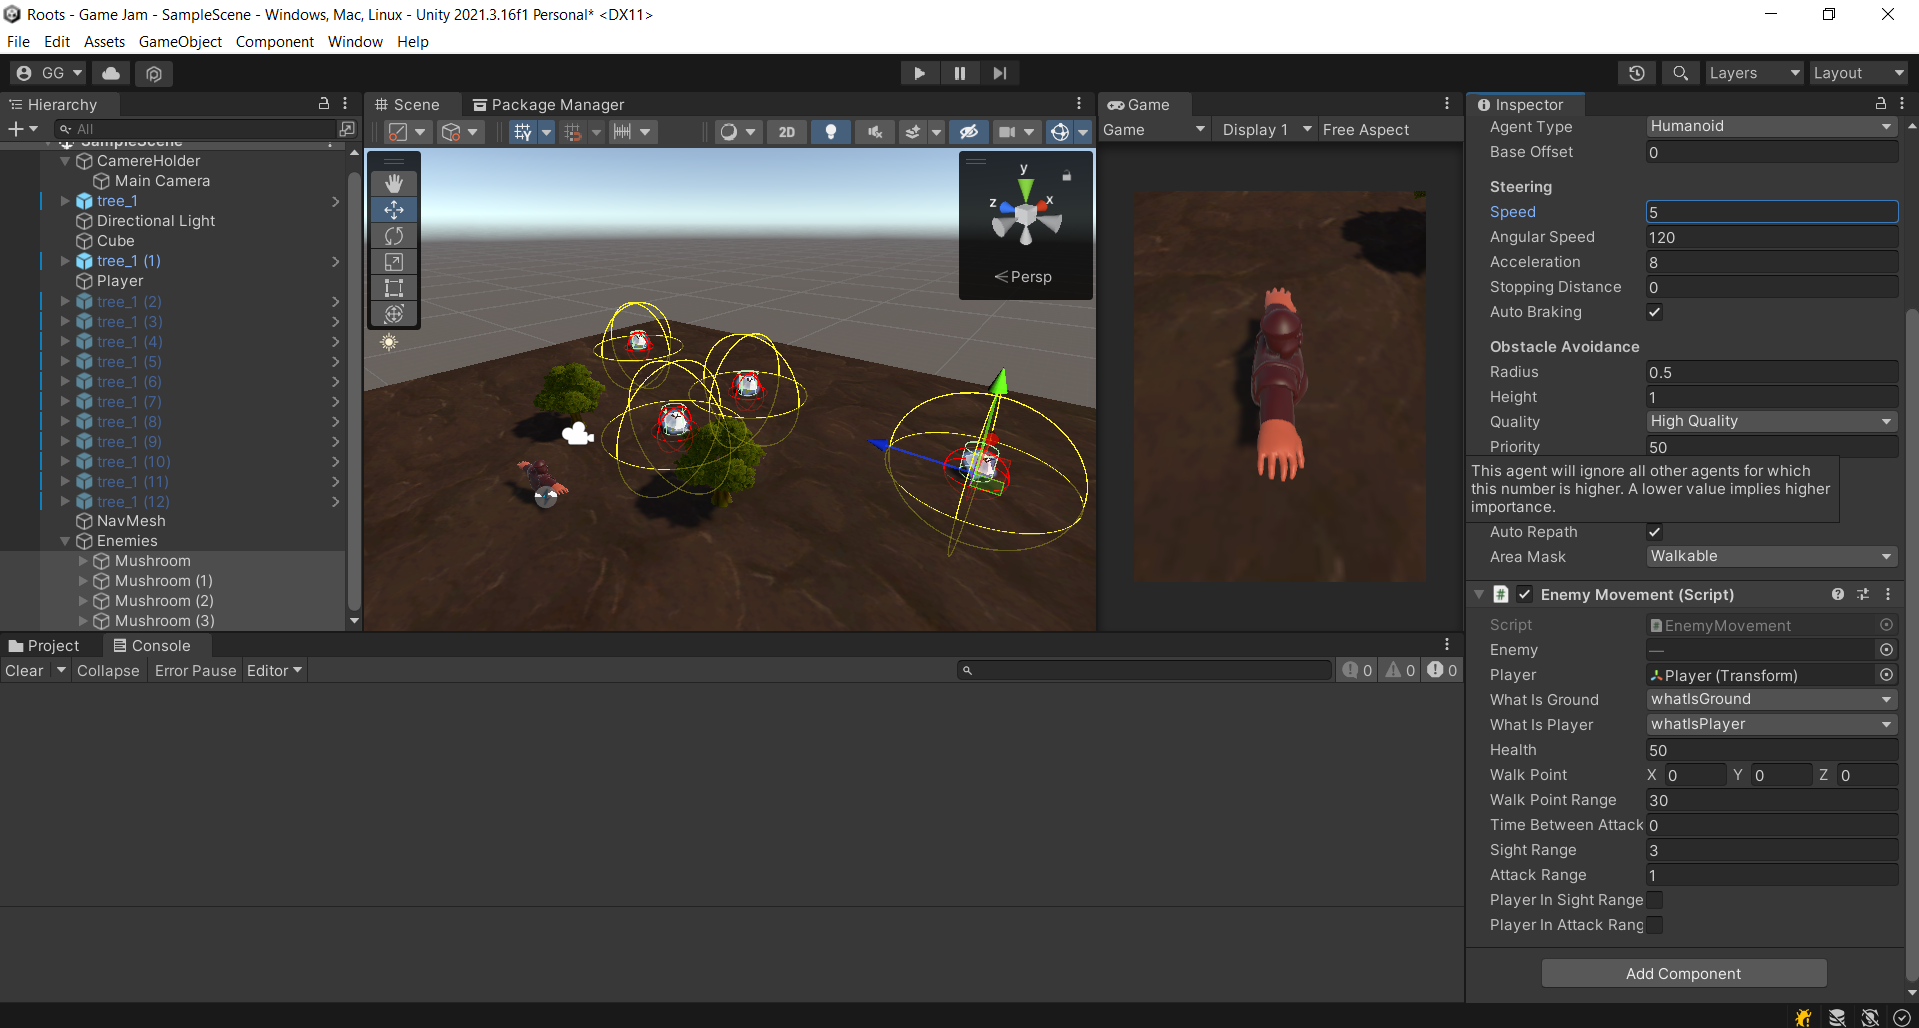 Roots - Game Jam - SampleScene - Windows, Mac, Linux - Unity 2021.3.16f1 Personal* <DX11>
File Edit Assets GameObject Component Window Help
GG
Layers
Layout
Hierarchy
All
SampleScene
CamereHolder
Main Camera
tree_1
Directional Light
Cube
tree_1 (1)
Player
tree_1 (2)
tree_1 (3)
tree_1 (4)
tree_1 (5)
tree_1 (6)
tree_1 (7)
tree_1 (8)
tree_1 (9)
tree_1 (10)
tree_1 (11)
tree_1 (12)
NavMesh
Enemies
Mushroom
Mushroom (1)
Mushroom (2)
Mushroom (3)
Scene Package Manager
2D
y
z x
Persp
Game
Game Display 1 Free Aspect
Inspector
Agent Type Humanoid
Base Offset 0
Steering
Speed 5
Angular Speed 120
Acceleration 8
Stopping Distance 0
Auto Braking
Obstacle Avoidance
Radius 0.5
Height 1
Quality High Quality
Priority 50
This agent will ignore all other agents for which
this number is higher. A lower value implies higher
importance.
Auto Repath
Area Mask Walkable
# Enemy Movement (Script)
Script EnemyMovement
Enemy —
Player Player (Transform)
What Is Ground whatIsGround
What Is Player whatIsPlayer
Health 50
Walk Point X 0 Y 0 Z 0
Walk Point Range 30
Time Between Attack 0
Sight Range 3
Attack Range 1
Player In Sight Range
Player In Attack Rang
Add Component
Project Console
Clear Collapse Error Pause Editor
0 0 0